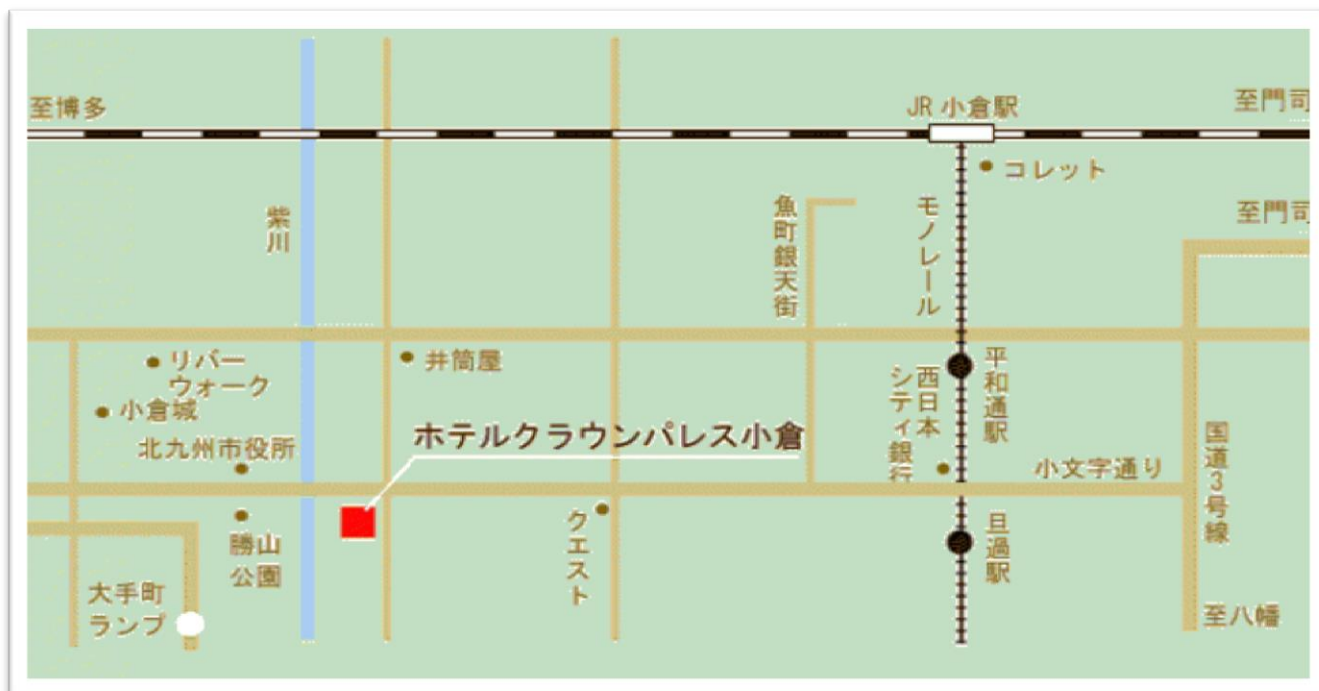 至博多
JR 小倉駅
至門司
コレット
紫川
魚町銀天街
モノレール
至門司
リバー
ウォーク
井筒屋
平和通駅
西日本
シティ銀行
小倉城
北九州市役所
ホテルクラウンパレス小倉
小文字通り
国道3号線
勝山
公園
クエスト
旦過駅
大手町
ランプ
至八幡